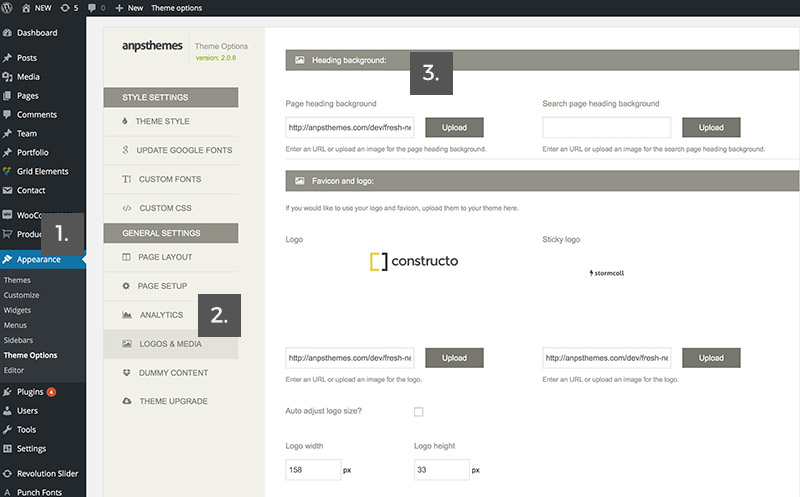 NEW 5 0 New Theme options
Dashboard
Posts
Media
Pages
Comments
Team
Portfolio
Grid Elements
Contact
1.
Appearance
Themes
Customize
Widgets
Menus
Sidebars
Theme Options
Editor
Plugins 4
Users
Tools
Settings
Revolution Slider
Punch Fonts
anpsthemes Theme Options
version: 2.0.8
STYLE SETTINGS
THEME STYLE
UPDATE GOOGLE FONTS
CUSTOM FONTS
CUSTOM CSS
GENERAL SETTINGS
PAGE LAYOUT
PAGE SETUP
ANALYTICS
2.
LOGOS & MEDIA
DUMMY CONTENT
THEME UPGRADE
Heading background:
3.
Page heading background
http://anpsthemes.com/dev/fresh-ne Upload
Enter an URL or upload an image for the page heading background.
Search page heading background
Upload
Enter an URL or upload an image for the search page heading background.
Favicon and logo:
If you would like to use your logo and favicon, upload them to your theme here.
Logo
constructo
http://anpsthemes.com/dev/fresh-ne Upload
Enter an URL or upload an image for the logo.
Sticky logo
stormcoll
http://anpsthemes.com/dev/fresh-ne Upload
Enter an URL or upload an image for the logo.
Auto adjust logo size?
Logo width Logo height
158 px 33 px